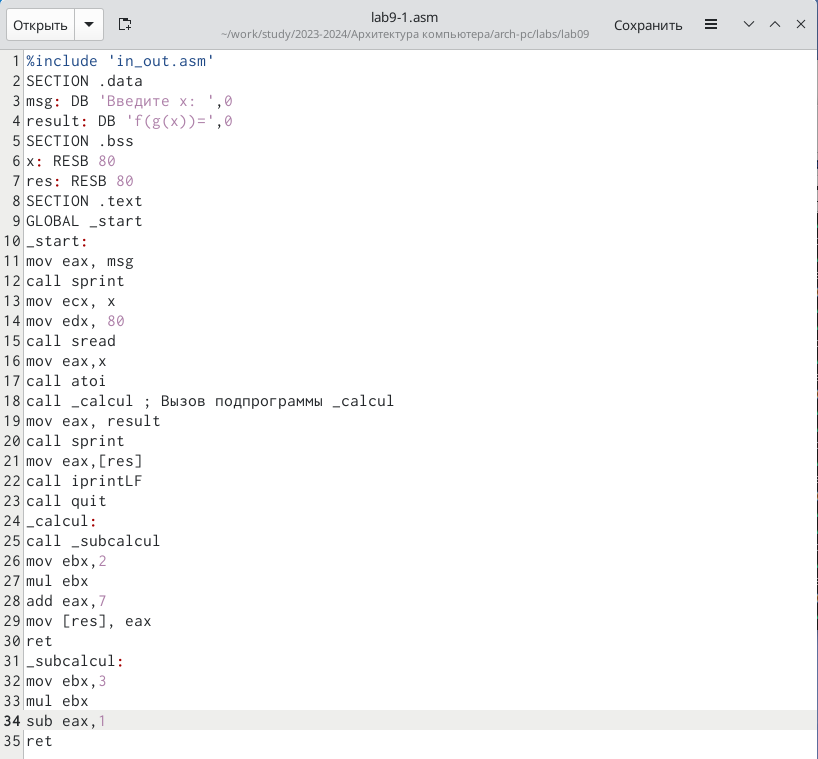 Открыть
lab9-1.asm
~/work/study/2023-2024/Архитектура компьютера/arch-pc/labs/lab09
Сохранить
1 %include 'in_out.asm'
2 SECTION .data
3 msg: DB 'Введите x: ',0
4 result: DB 'f(g(x))=',0
5 SECTION .bss
6 x: RESB 80
7 res: RESB 80
8 SECTION .text
9 GLOBAL _start
10 _start:
11 mov eax, msg
12 call sprint
13 mov ecx, x
14 mov edx, 80
15 call sread
16 mov eax,x
17 call atoi
18 call _calcul ; Вызов подпрограммы _calcul
19 mov eax, result
20 call sprint
21 mov eax,[res]
22 call iprintLF
23 call quit
24 _calcul:
25 call _subcalcul
26 mov ebx,2
27 mul ebx
28 add eax,7
29 mov [res], eax
30 ret
31 _subcalcul:
32 mov ebx,3
33 mul ebx
34 sub eax,1
35 ret